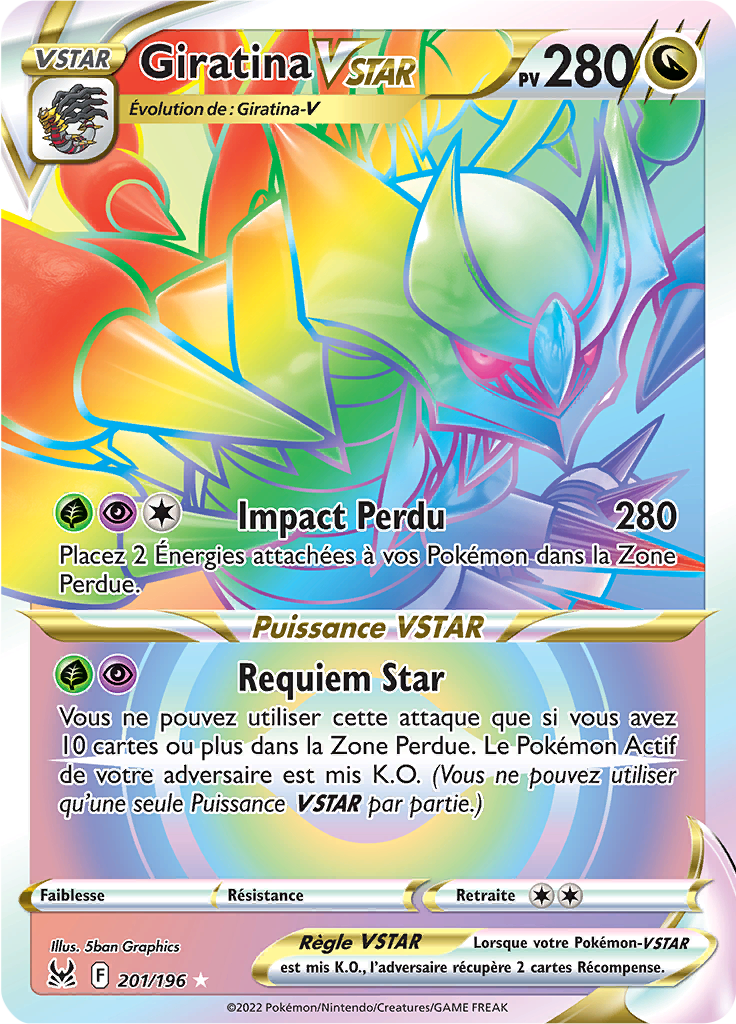 VSTAR
Giratina VSTAR
PV 280
Évolution de : Giratina-V
Impact Perdu 280
Placez 2 Énergies attachées à vos Pokémon dans la Zone
Perdue.
Puissance VSTAR
Requiem Star
Vous ne pouvez utiliser cette attaque que si vous avez
10 cartes ou plus dans la Zone Perdue. Le Pokémon Actif
de votre adversaire est mis K.O. (Vous ne pouvez utiliser
qu'une seule Puissance VSTAR par partie.)
Faiblesse Résistance Retraite
Illus. 5ban Graphics
F 201/196
Règle VSTAR Lorsque votre Pokémon-VSTAR
est mis K.O., l'adversaire récupère 2 cartes Récompense.
©2022 Pokémon/Nintendo/Creatures/GAME FREAK